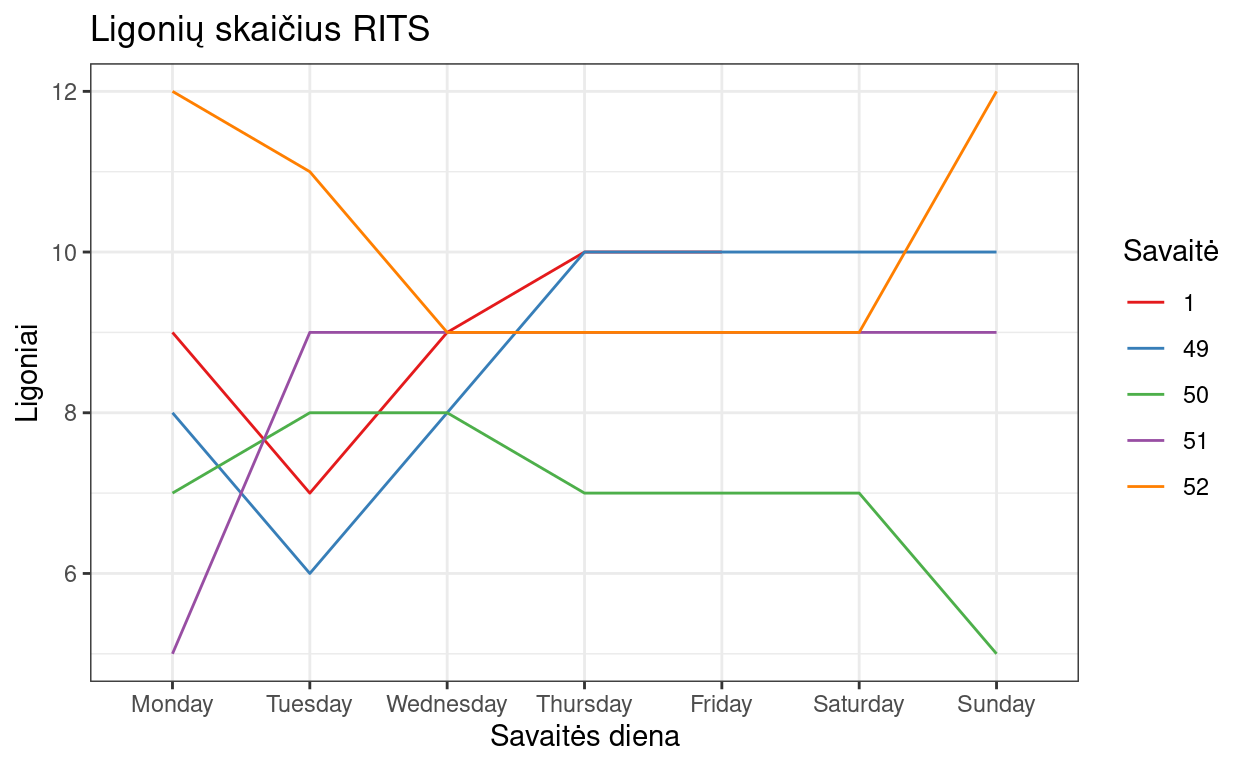 Ligonių skaičius RITS
12
10
8
6
Ligoniai
Monday Tuesday Wednesday Thursday Friday Saturday Sunday
Savaitės diena
Savaitė
1
49
50
51
52